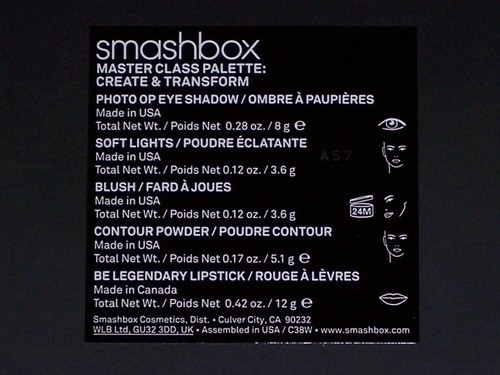 smashbox
MASTER CLASS PALETTE:
CREATE & TRANSFORM
PHOTO OP EYE SHADOW / OMBRE À PAUPIÈRES
Made in USA
Total Net Wt. / Poids Net 0.28 oz. / 8 g ℮
SOFT LIGHTS / POUDRE ÉCLATANTE
Made in USA
A57
Total Net Wt. / Poids Net 0.12 oz. / 3.6 g
BLUSH / FARD À JOUES
Made in USA
Total Net Wt. / Poids Net 0.12 oz. / 3.6 g
24M
CONTOUR POWDER / POUDRE CONTOUR
Made in USA
Total Net Wt. / Poids Net 0.17 oz. / 5.1 g ℮
BE LEGENDARY LIPSTICK / ROUGE À LÈVRES
Made in Canada
Total Net Wt. / Poids Net 0.42 oz. / 12 g ℮
Smashbox Cosmetics, Dist. • Culver City, CA 90232
WLB Ltd, GU32 3DD, UK • Assembled in USA / C38W • www.smashbox.com